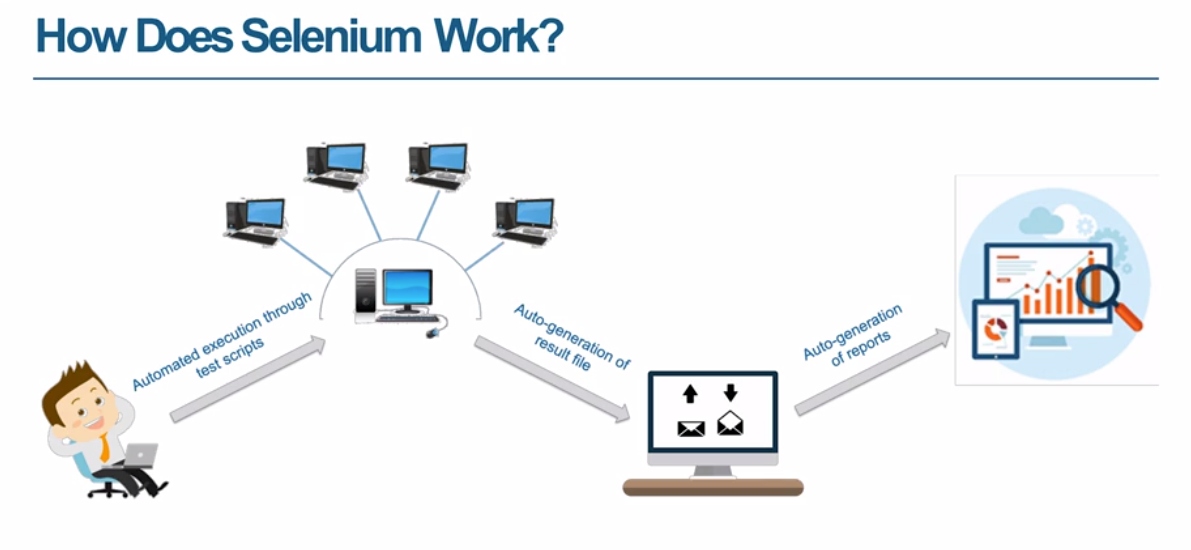 How Does Selenium Work?
Automated execution through
test scripts
Auto-generation of
result file
Auto-generation
of reports